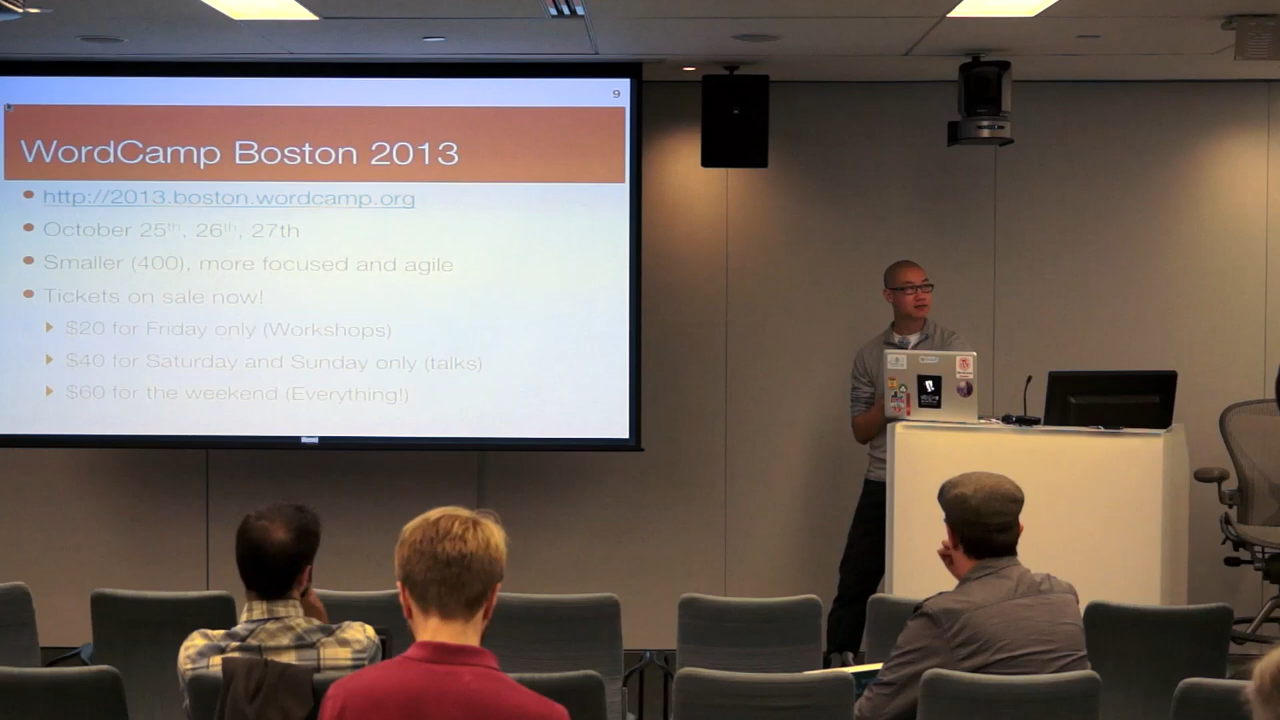 9
WordCamp Boston 2013
http://2013.boston.wordcamp.org
October 25th, 26th, 27th
Smaller (400), more focused and agile
Tickets on sale now!
$20 for Friday only (Workshops)
$40 for Saturday and Sunday only (talks)
$60 for the weekend (Everything!)